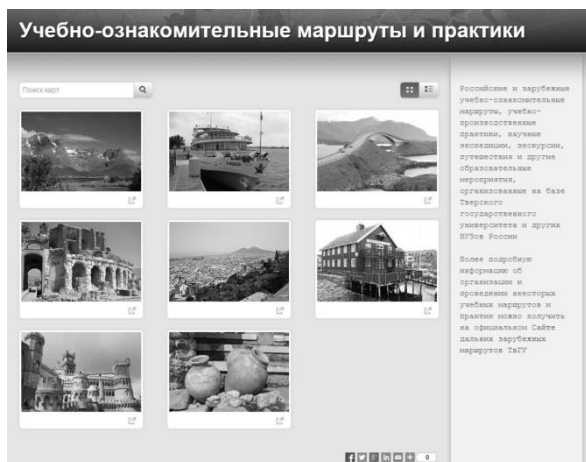 Учебно-ознакомительные маршруты и практики
Поиск карт
Российские и зарубежные
учебно-ознакомительные
маршруты, учебно-
производственные
практики, научные
экспедиции, экскурсии,
путешествия и другие
образовательные
мероприятия,
организованные на базе
Тверского
государственного
университета и других
ВУЗов России
Более подробную
информацию об
организации и
проведении некоторых
учебных маршрутов и
практик можно получить
на официальном Сайте
дальних зарубежных
маршрутов ТвГУ
0